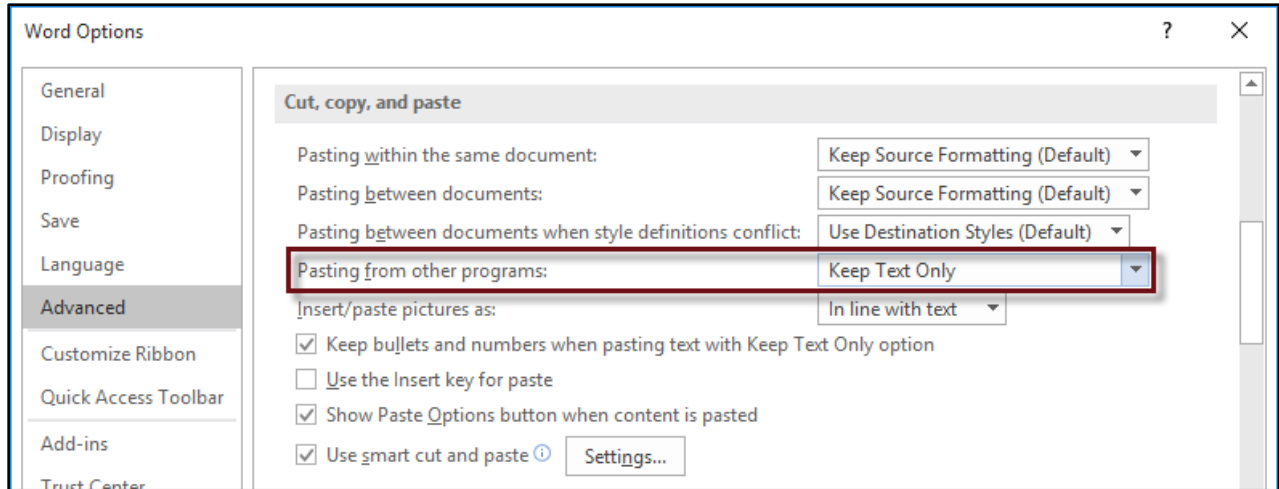 Word Options
?
General
Display
Proofing
Save
Language
Advanced
Customize Ribbon
Quick Access Toolbar
Add-ins
Trust Center
Cut, copy, and paste
Pasting within the same document: Keep Source Formatting (Default)
Pasting between documents: Keep Source Formatting (Default)
Pasting between documents when style definitions conflict: Use Destination Styles (Default)
Pasting from other programs: Keep Text Only
Insert/paste pictures as: In line with text
Keep bullets and numbers when pasting text with Keep Text Only option
Use the Insert key for paste
Show Paste Options button when content is pasted
Use smart cut and paste Settings...